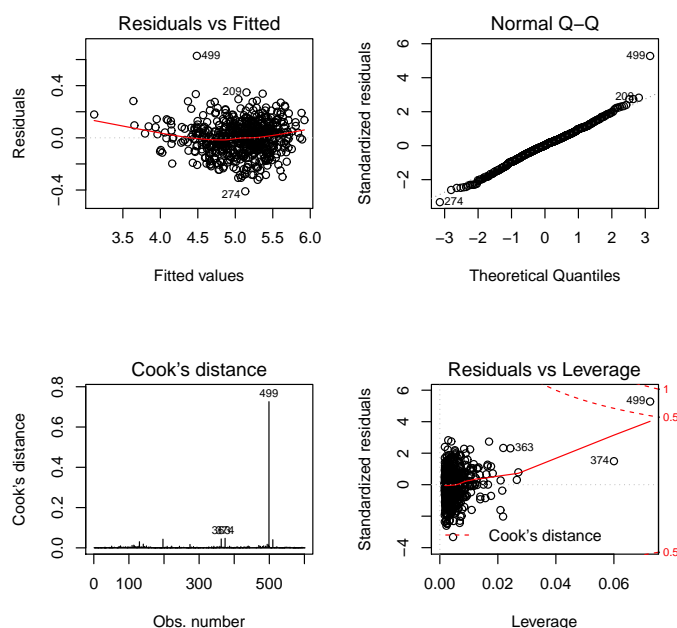 Residuals vs Fitted
Residuals
0.4
0.0
−0.4
499
209
274
3.5 4.0 4.5 5.0 5.5 6.0
Fitted values
Normal Q−Q
Standardized residuals
6
4
2
0
−2
499
209
274
−3 −2 −1 0 1 2 3
Theoretical Quantiles
Cook's distance
Cook's distance
0.8
0.6
0.4
0.2
0.0
499
363
374
0 100 300 500
Obs. number
Residuals vs Leverage
Standardized residuals
6
4
2
0
−2
−4
499
363
374
1
0.5
0.5
Cook's distance
0.00 0.02 0.04 0.06
Leverage